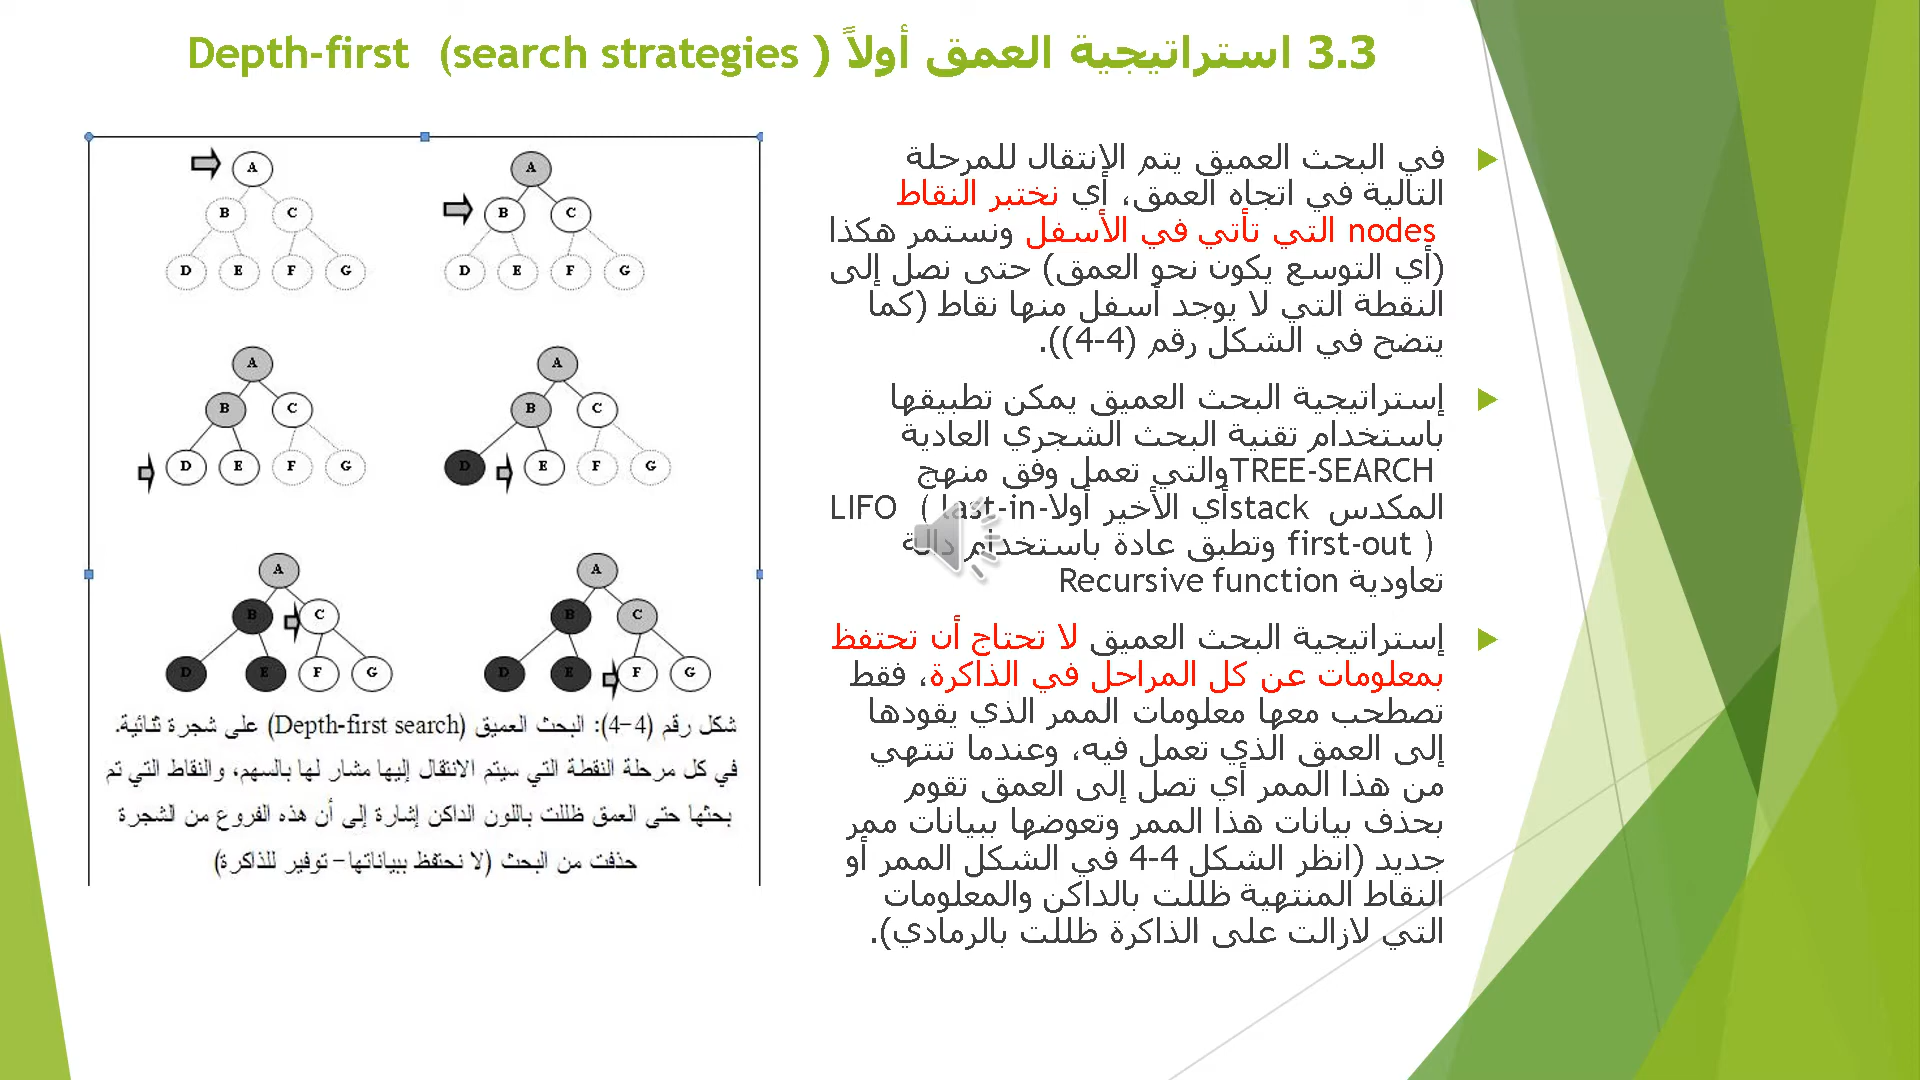 3.3 استراتيجية العمق أولاً ( Depth-first (search strategies
في البحث العميق يتم الانتقال للمرحلة
التالية في اتجاه العمق، أي نختبر النقاط
nodes التي تأتي في الأسفل ونستمر هكذا
(أي التوسع يكون نحو العمق) حتى نصل إلى
النقطة التي لا يوجد أسفل منها نقاط (كما
يتضح في الشكل رقم (4-4)).
إستراتيجية البحث العميق يمكن تطبيقها
باستخدام تقنية البحث الشجري العادية
TREE-SEARCHوالتي تعمل وفق منهج
المكدس stackأي الأخير أولا-LIFO ( last-in
first-out ) وتطبق عادة باستخدام دالة
تعاودية Recursive function
إستراتيجية البحث العميق لا تحتاج أن تحتفظ
بمعلومات عن كل المراحل في الذاكرة، فقط
تصطحب معها معلومات الممر الذي يقودها
إلى العمق الذي تعمل فيه، وعندما تنتهي
من هذا الممر أي تصل إلى العمق تقوم
بحذف بيانات هذا الممر وتعوضها ببيانات ممر
جديد (انظر الشكل 4-4 في الشكل الممر أو
النقاط المنتهية ظللت بالداكن والمعلومات
التي لازالت على الذاكرة ظللت بالرمادي).
A A
B C B C
D E F G D E F G
A A
B C B C
D E F G D E F G
A A
B C B C
D E F G D E F G
شكل رقم (4-4): البحث العميق (Depth-first search) على شجرة ثنائية.
في كل مرحلة النقطة التي سيتم الانتقال إليها مشار لها بالسهم، والنقاط التي تم
بحثها حتى العمق ظللت باللون الداكن إشارة إلى أن هذه الفروع من الشجرة
حذفت من البحث (لا نحتفظ ببياناتها- توفير للذاكرة)